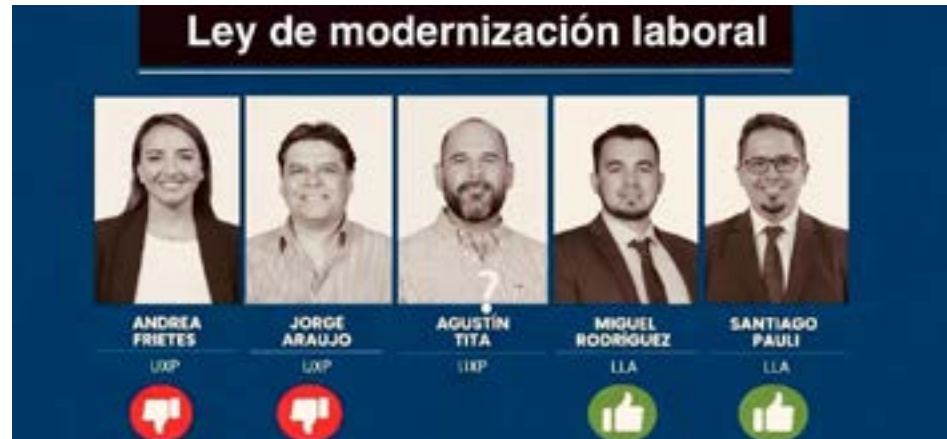 Ley de modernización laboral
?
ANDREA
FRIETES
UXP
JORGE
ARAUJO
UXP
AGUSTÍN
TITA
UXP
MIGUEL
RODRÍGUEZ
LLA
SANTIAGO
PAULI
LLA